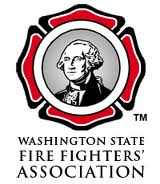 TM
WASHINGTON STATE
FIRE FIGHTERS'
ASSOCIATION